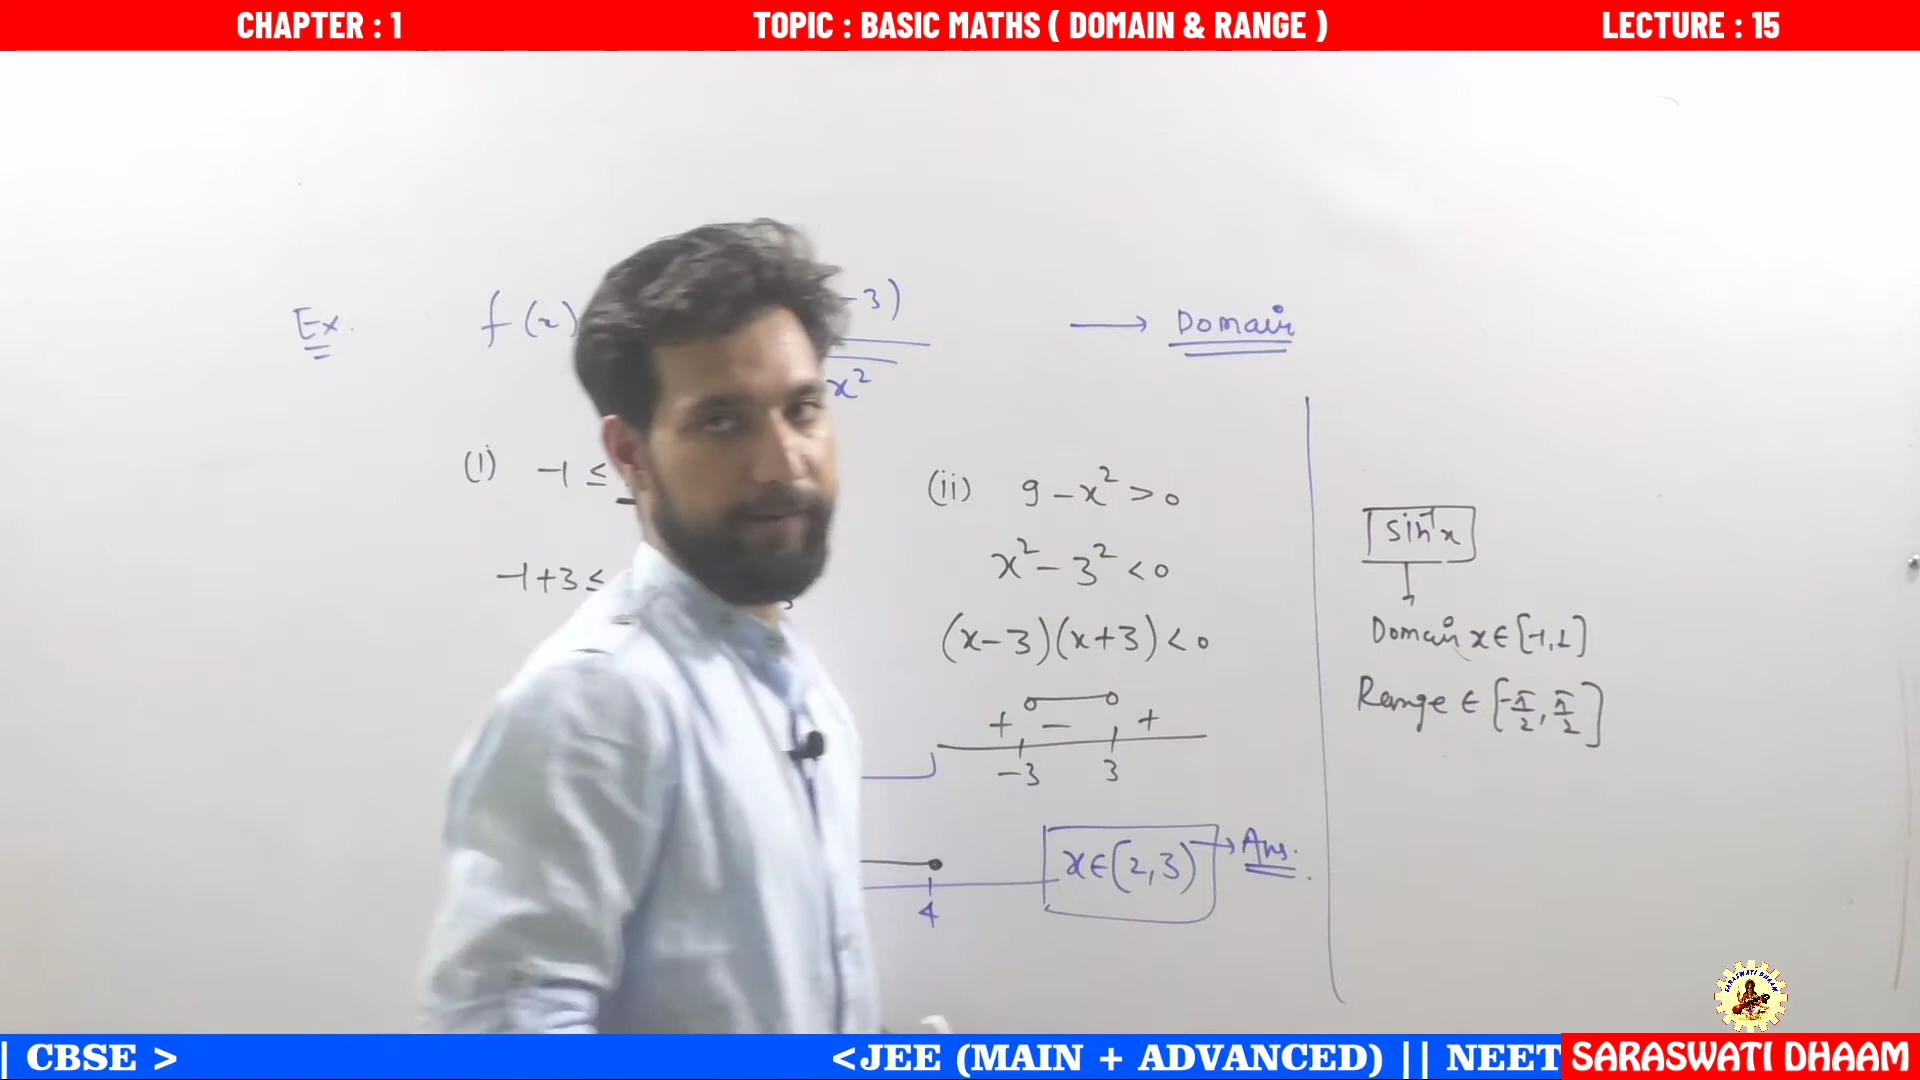 CHAPTER : 1
TOPIC : BASIC MATHS ( DOMAIN & RANGE )
LECTURE : 15
Ex. f(x) -3) → Domain
x²
(i) -1 ≤
-1+3 ≤
(ii) 9-x²>0
x²-3²<0
(x-3)(x+3)<0
+ - +
-3 3
4
x∈[2,3) → Ans.
sin⁻¹x
Domain x∈[-1,1]
Range ∈ [-π/2, π/2]
SARASWATI DHAAM
| CBSE >
<JEE (MAIN + ADVANCED) || NEET
SARASWATI DHAAM